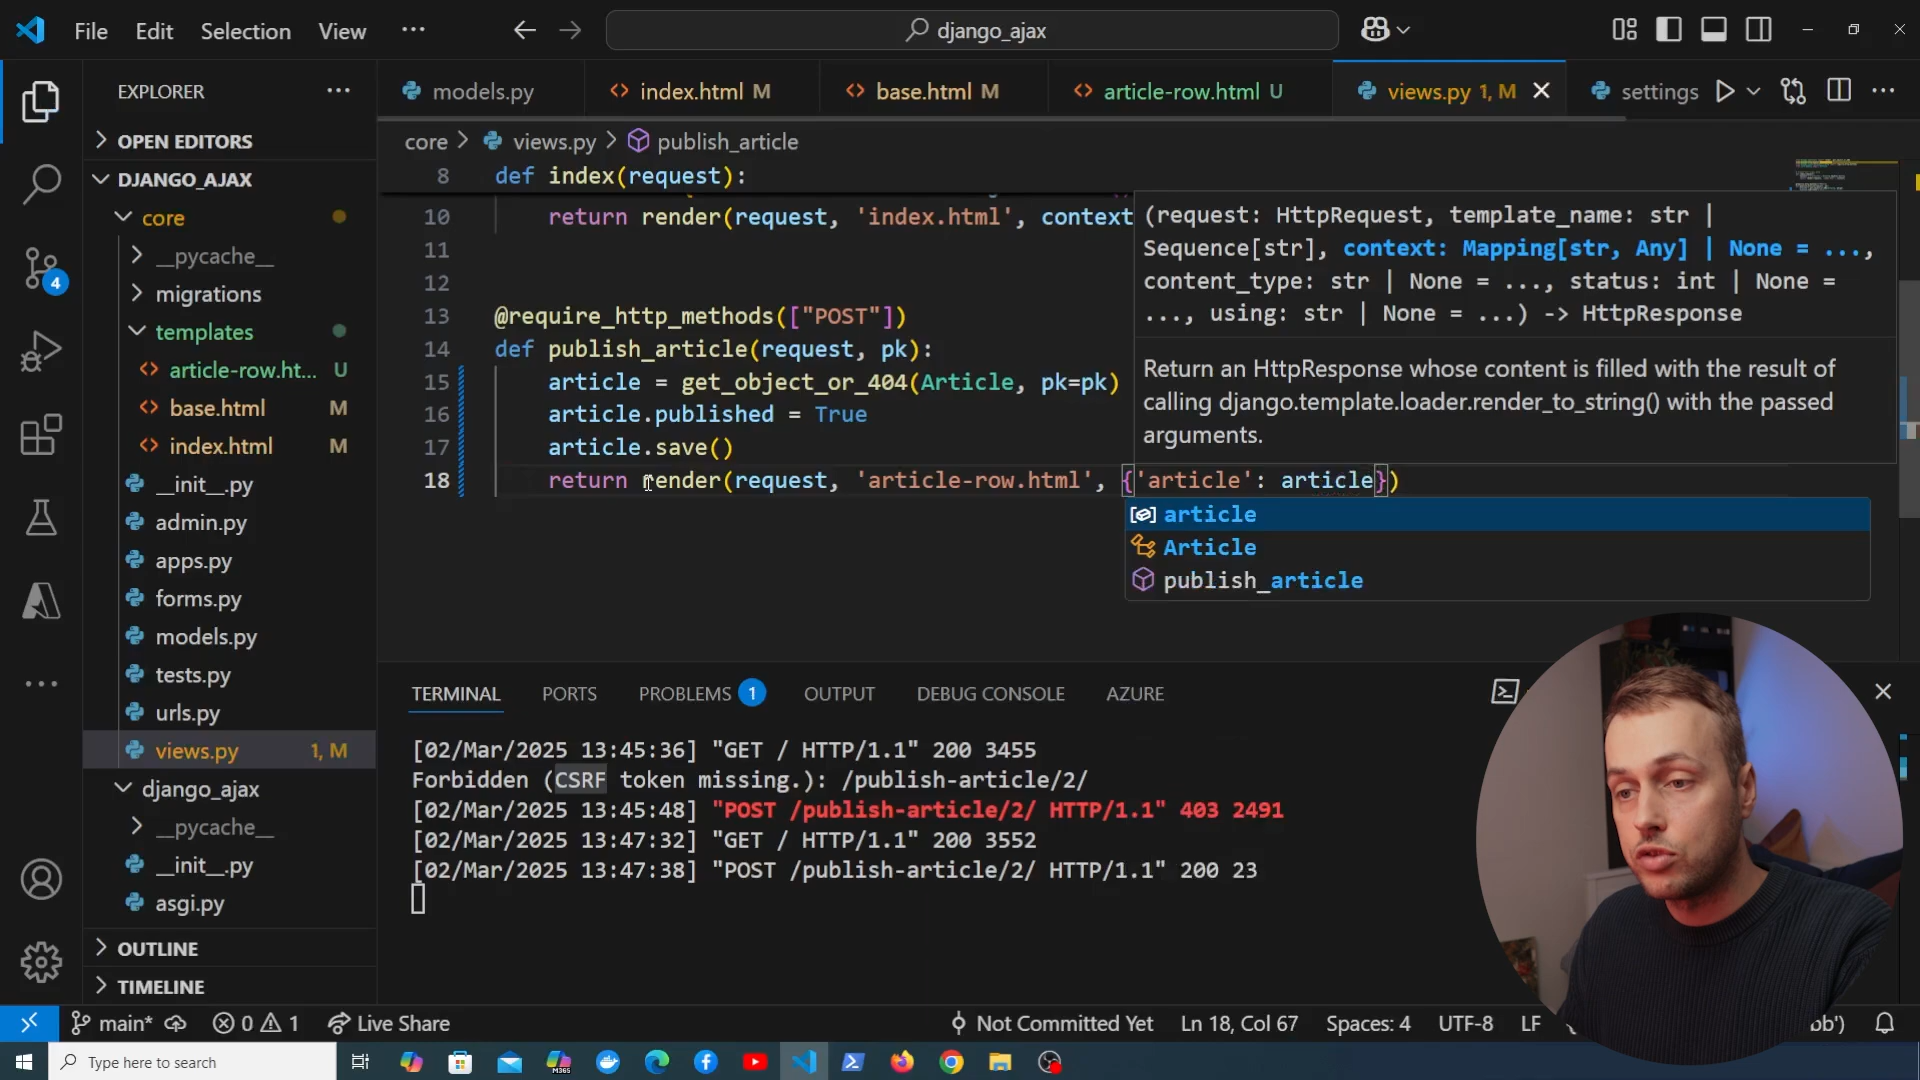 File Edit Selection View ... django_ajax
EXPLORER ...
models.py index.html M base.html M article-row.html U views.py 1, M settings ...
OPEN EDITORS
DJANGO_AJAX
core
__pycache__
migrations
templates
article-row.ht... U
base.html M
index.html M
__init__.py
admin.py
apps.py
forms.py
models.py
tests.py
urls.py
views.py 1, M
django_ajax
__pycache__
__init__.py
asgi.py
OUTLINE
TIMELINE
4
core > views.py > publish_article
8 def index(request):
10 return render(request, 'index.html', context
11
12
13 @require_http_methods(["POST"])
14 def publish_article(request, pk):
15 article = get_object_or_404(Article, pk=pk)
16 article.published = True
17 article.save()
18 return render(request, 'article-row.html', {'article': article})
(request: HttpRequest, template_name: str |
Sequence[str], context: Mapping[str, Any] | None = ...,
content_type: str | None = ..., status: int | None =
..., using: str | None = ...) -> HttpResponse
Return an HttpResponse whose content is filled with the result of
calling django.template.loader.render_to_string() with the passed
arguments.
article
Article
publish_article
TERMINAL PORTS PROBLEMS 1 OUTPUT DEBUG CONSOLE AZURE
[02/Mar/2025 13:45:36] "GET / HTTP/1.1" 200 3455
Forbidden (CSRF token missing.): /publish-article/2/
[02/Mar/2025 13:45:48] "POST /publish-article/2/ HTTP/1.1" 403 2491
[02/Mar/2025 13:47:32] "GET / HTTP/1.1" 200 3552
[02/Mar/2025 13:47:38] "POST /publish-article/2/ HTTP/1.1" 200 23
main* 0 1 Live Share Not Committed Yet Ln 18, Col 67 Spaces: 4 UTF-8 LF
Type here to search